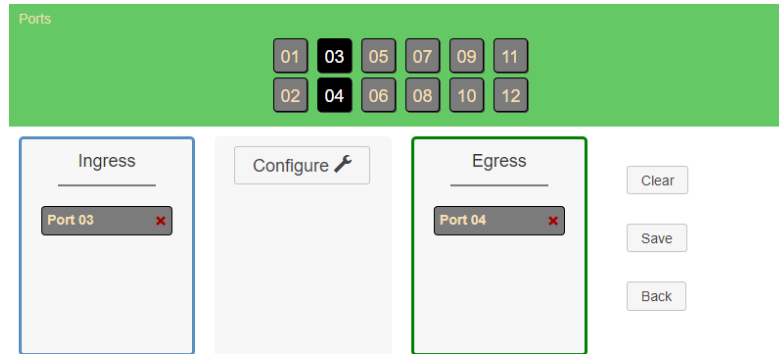 Ports
01 03 05 07 09 11
02 04 06 08 10 12
Ingress
Configure
Egress
Port 03
Port 04
Clear
Save
Back